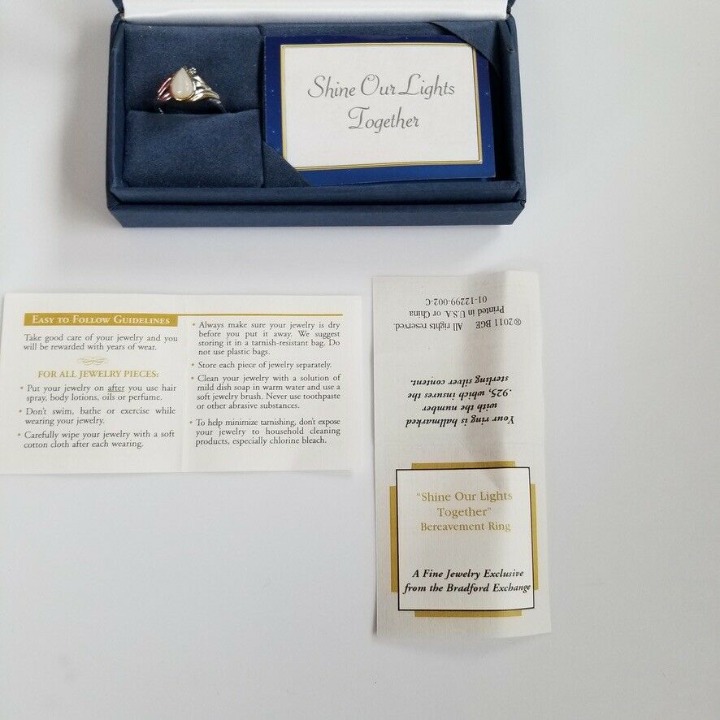 Shine Our Lights
Together
EASY TO FOLLOW GUIDELINES
Take good care of your jewelry and you
will be rewarded with years of wear.
FOR ALL JEWELRY PIECES:
• Put your jewelry on after you use hair
spray, body lotions, oils or perfume.
• Don't swim, bathe or exercise while
wearing your jewelry.
• Carefully wipe your jewelry with a soft
cotton cloth after each wearing.
• Always make sure your jewelry is dry
before you put it away. We suggest
storing it in a tarnish-resistant bag. Do
not use plastic bags.
• Store each piece of jewelry separately.
• Clean your jewelry with a solution of
mild dish soap in warm water and use a
soft jewelry brush. Never use toothpaste
or other abrasive substances.
• To help minimize tarnishing, don't expose
your jewelry to household cleaning
products, especially chlorine bleach.
Your ring is hallmarked
with the number
.925, which insures the
sterling silver content.
®2011 BGE All rights reserved.
Printed in U.S.A. or China
01-12299-002-C
"Shine Our Lights
Together"
Bereavement Ring
A Fine Jewelry Exclusive
from the Bradford Exchange